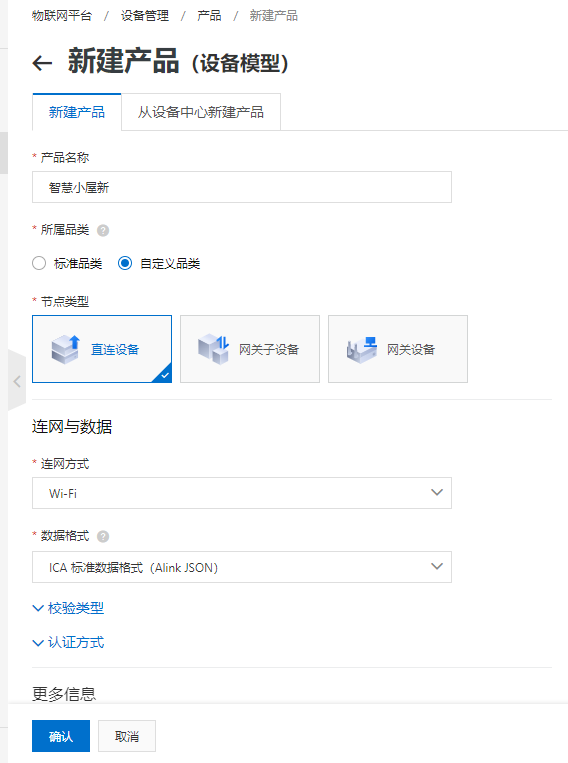 物联网平台 / 设备管理 / 产品 / 新建产品
← 新建产品（设备模型）
新建产品 从设备中心新建产品
* 产品名称
智慧小屋新
* 所属品类 ?
标准品类 自定义品类
* 节点类型
直连设备 网关子设备 网关设备
连网与数据
* 连网方式
Wi-Fi
* 数据格式 ?
ICA 标准数据格式（Alink JSON）
校验类型
认证方式
更多信息
确认 取消